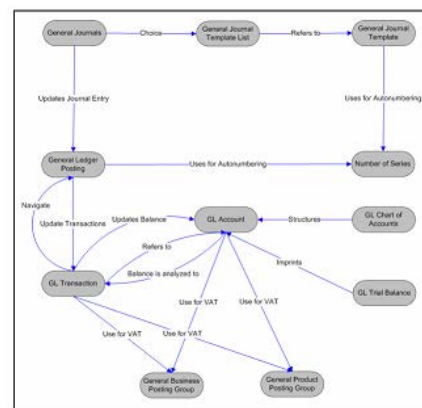 General Journals
Choice
General Journal
Template List
Refers to
General Journal
Template
Updates Journal Entry
Uses for Autonumbering
General Ledger
Posting
Uses for Autonumbering
Number of Series
Navigate
Update Transactions
Updates Balance
GL Account
Structures
GL Chart of
Accounts
Refers to
Balance is analyzed to
Imprints
GL Transaction
GL Trial Balance
Use for VAT
Use for VAT
Use for VAT
Use for VAT
General Business
Posting Group
General Product
Posting Group